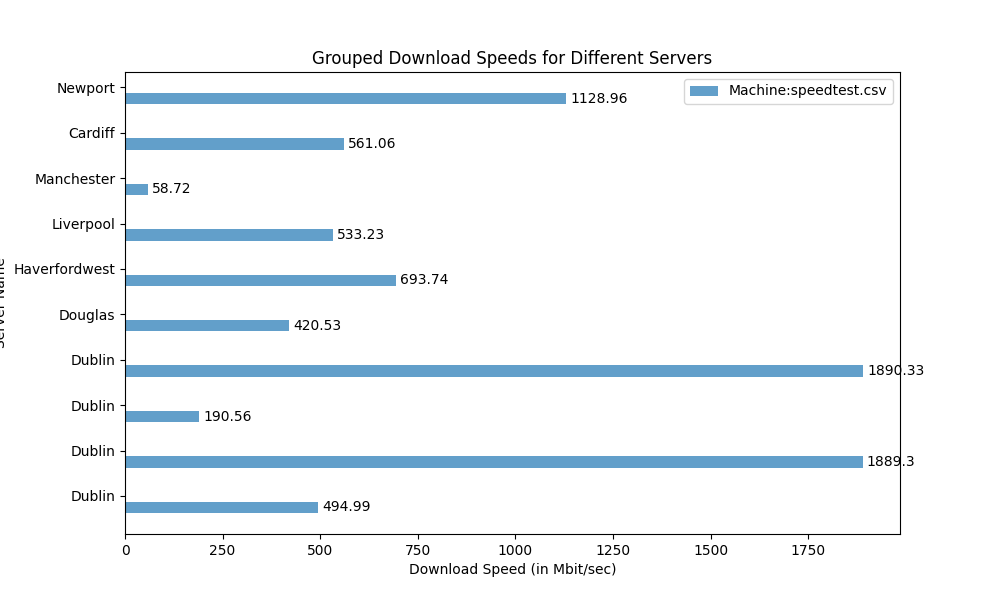 Grouped Download Speeds for Different Servers
Machine:speedtest.csv
Newport
1128.96
Cardiff
561.06
Manchester
58.72
Liverpool
533.23
Haverfordwest
693.74
Server Name
Douglas
420.53
Dublin
1890.33
Dublin
190.56
Dublin
1889.3
Dublin
494.99
0 250 500 750 1000 1250 1500 1750
Download Speed (in Mbit/sec)